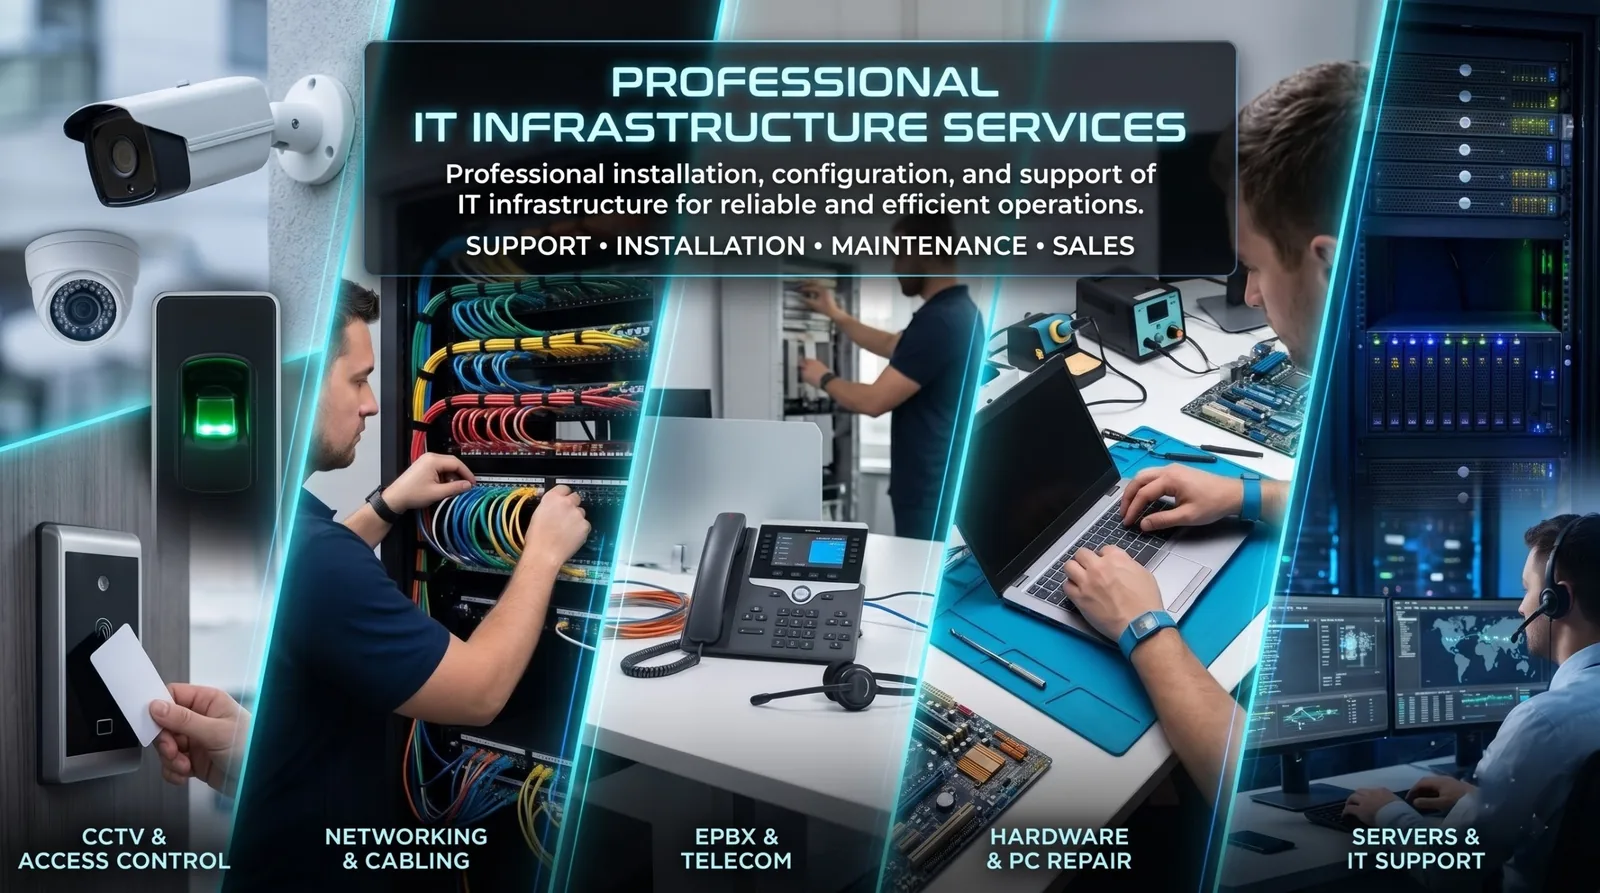 PROFESSIONAL
IT INFRASTRUCTURE SERVICES
Professional installation, configuration, and support of
IT infrastructure for reliable and efficient operations.
SUPPORT • INSTALLATION • MAINTENANCE • SALES
CCTV &
ACCESS CONTROL
NETWORKING
& CABLING
EPBX &
TELECOM
HARDWARE
& PC REPAIR
SERVERS &
IT SUPPORT